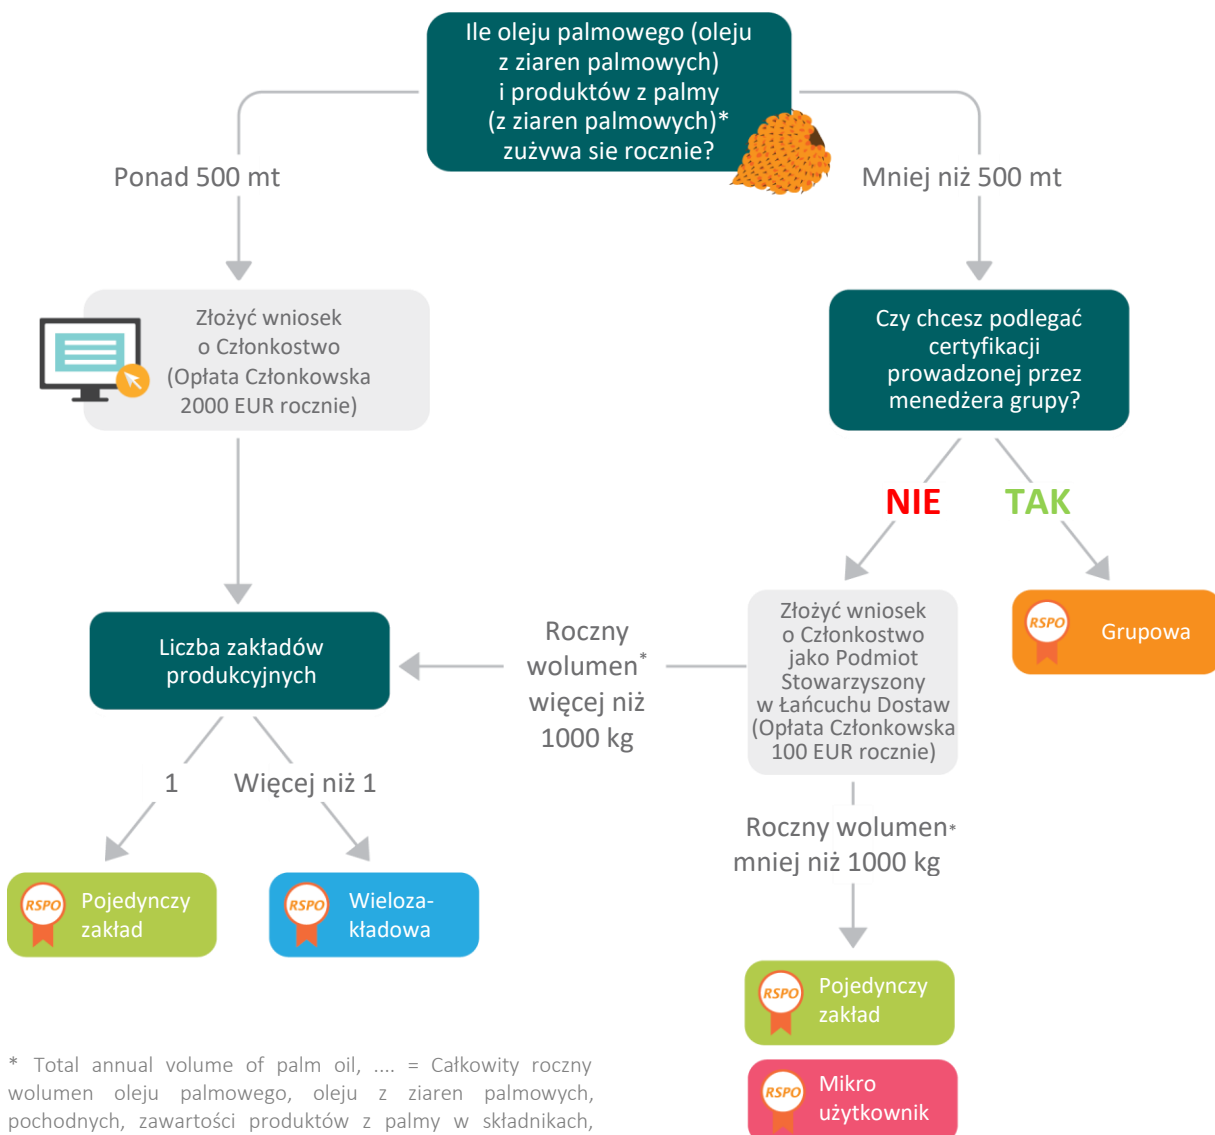 Ile oleju palmowego (oleju
z ziaren palmowych)
i produktów z palmy
(z ziaren palmowych)*
zużywa się rocznie?
Ponad 500 mt
Mniej niż 500 mt
Złożyć wniosek
o Członkostwo
(Opłata Członkowska
2000 EUR rocznie)
Czy chcesz podlegać
certyfikacji
prowadzonej przez
menedżera grupy?
NIE
TAK
Liczba zakładów
produkcyjnych
Roczny
wolumen*
więcej niż
1000 kg
Złożyć wniosek
o Członkostwo
jako Podmiot
Stowarzyszony
w Łańcuchu Dostaw
(Opłata Członkowska
100 EUR rocznie)
RSPO
Grupowa
1
Więcej niż 1
Roczny wolumen*
mniej niż 1000 kg
RSPO
Pojedynczy
zakład
RSPO
Wieloza-
kładowa
RSPO
Pojedynczy
zakład
RSPO
Mikro
użytkownik
* Total annual volume of palm oil, .... = Całkowity roczny
wolumen oleju palmowego, oleju z ziaren palmowych,
pochodnych, zawartości produktów z palmy w składnikach,